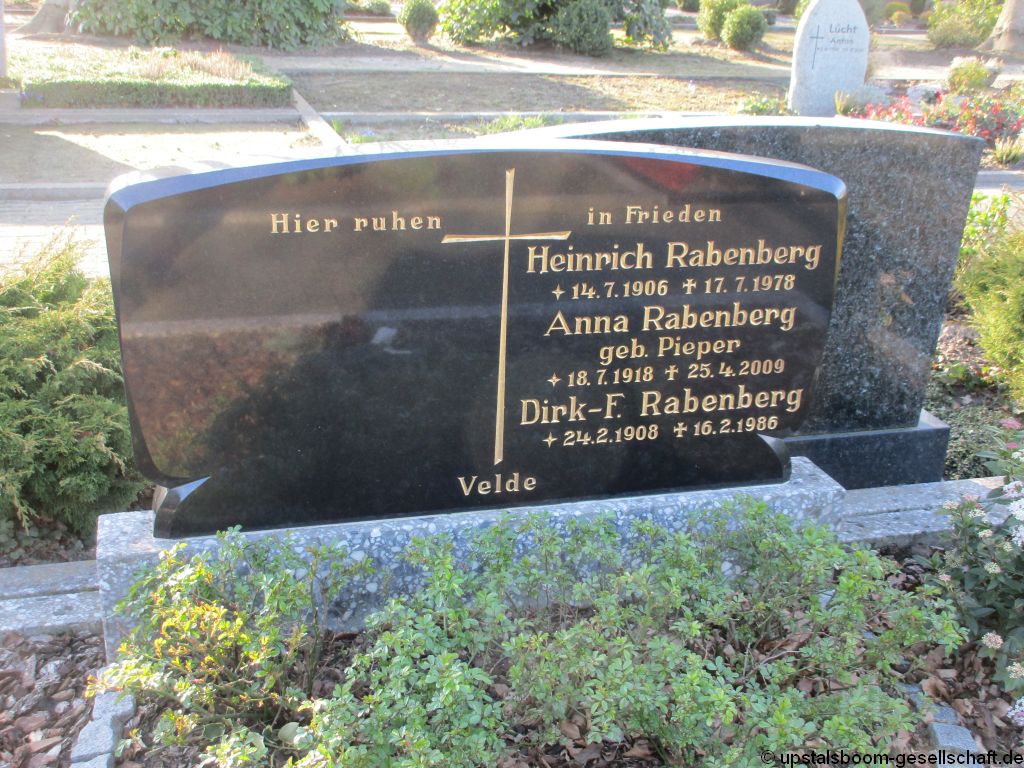 Lücht
Hier ruhen in Frieden
Heinrich Rabenberg
✦ 14.7.1906 ✝ 17.7.1978
Anna Rabenberg
geb. Pieper
✦ 18.7.1918 ✝ 25.4.2009
Dirk-F. Rabenberg
✦ 24.2.1908 ✝ 16.2.1986
Velde
© upstalsboom-gesellschaft.de